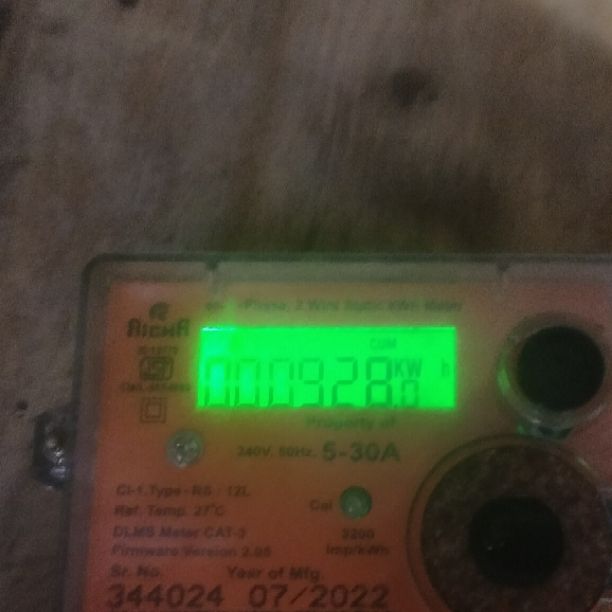 -Phase, 2 Wire Static kWh Meter
RICHA
CUM
000928.0 KW h
Property of
240V, 50Hz, 5-30A
Cl-1, Type - RS : 12L
Ref. Temp. 27°C
Cal
DLMS Meter CAT-3
3200
Firmware Version 2.05
Imp/kWh
Sr. No. Year of Mfg.
344024 07/2022